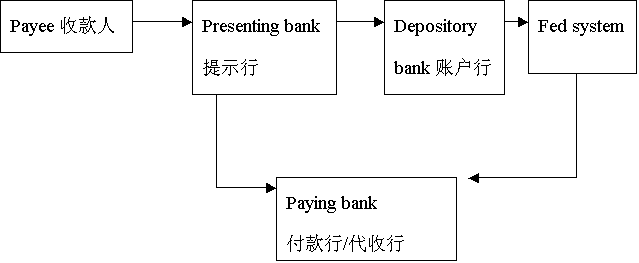 Payee 收款人
Presenting bank
提示行
Depository
bank 账户行
Fed system
Paying bank
付款行/代收行